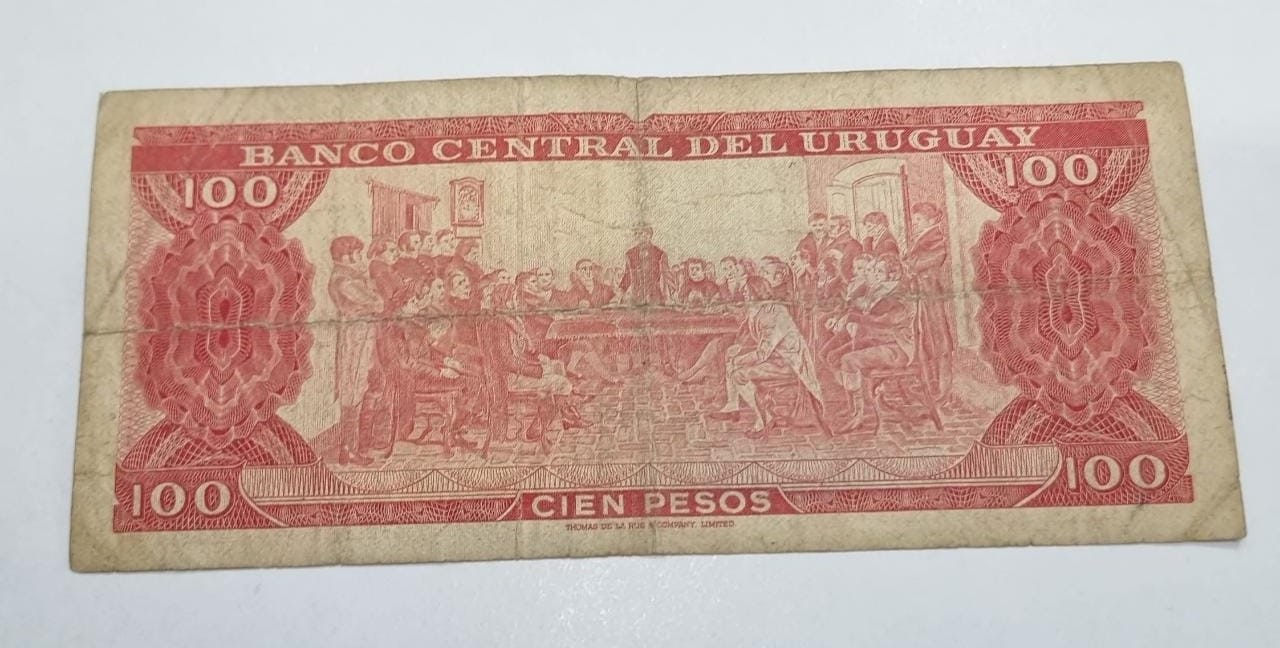 BANCO CENTRAL DEL URUGUAY
100
100
100
100
CIEN PESOS
THOMAS DE LA RUE & COMPANY, LIMITED